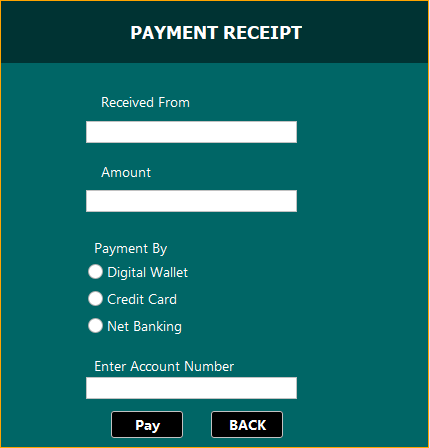 PAYMENT RECEIPT
Received From
Amount
Payment By
Digital Wallet
Credit Card
Net Banking
Enter Account Number
Pay BACK